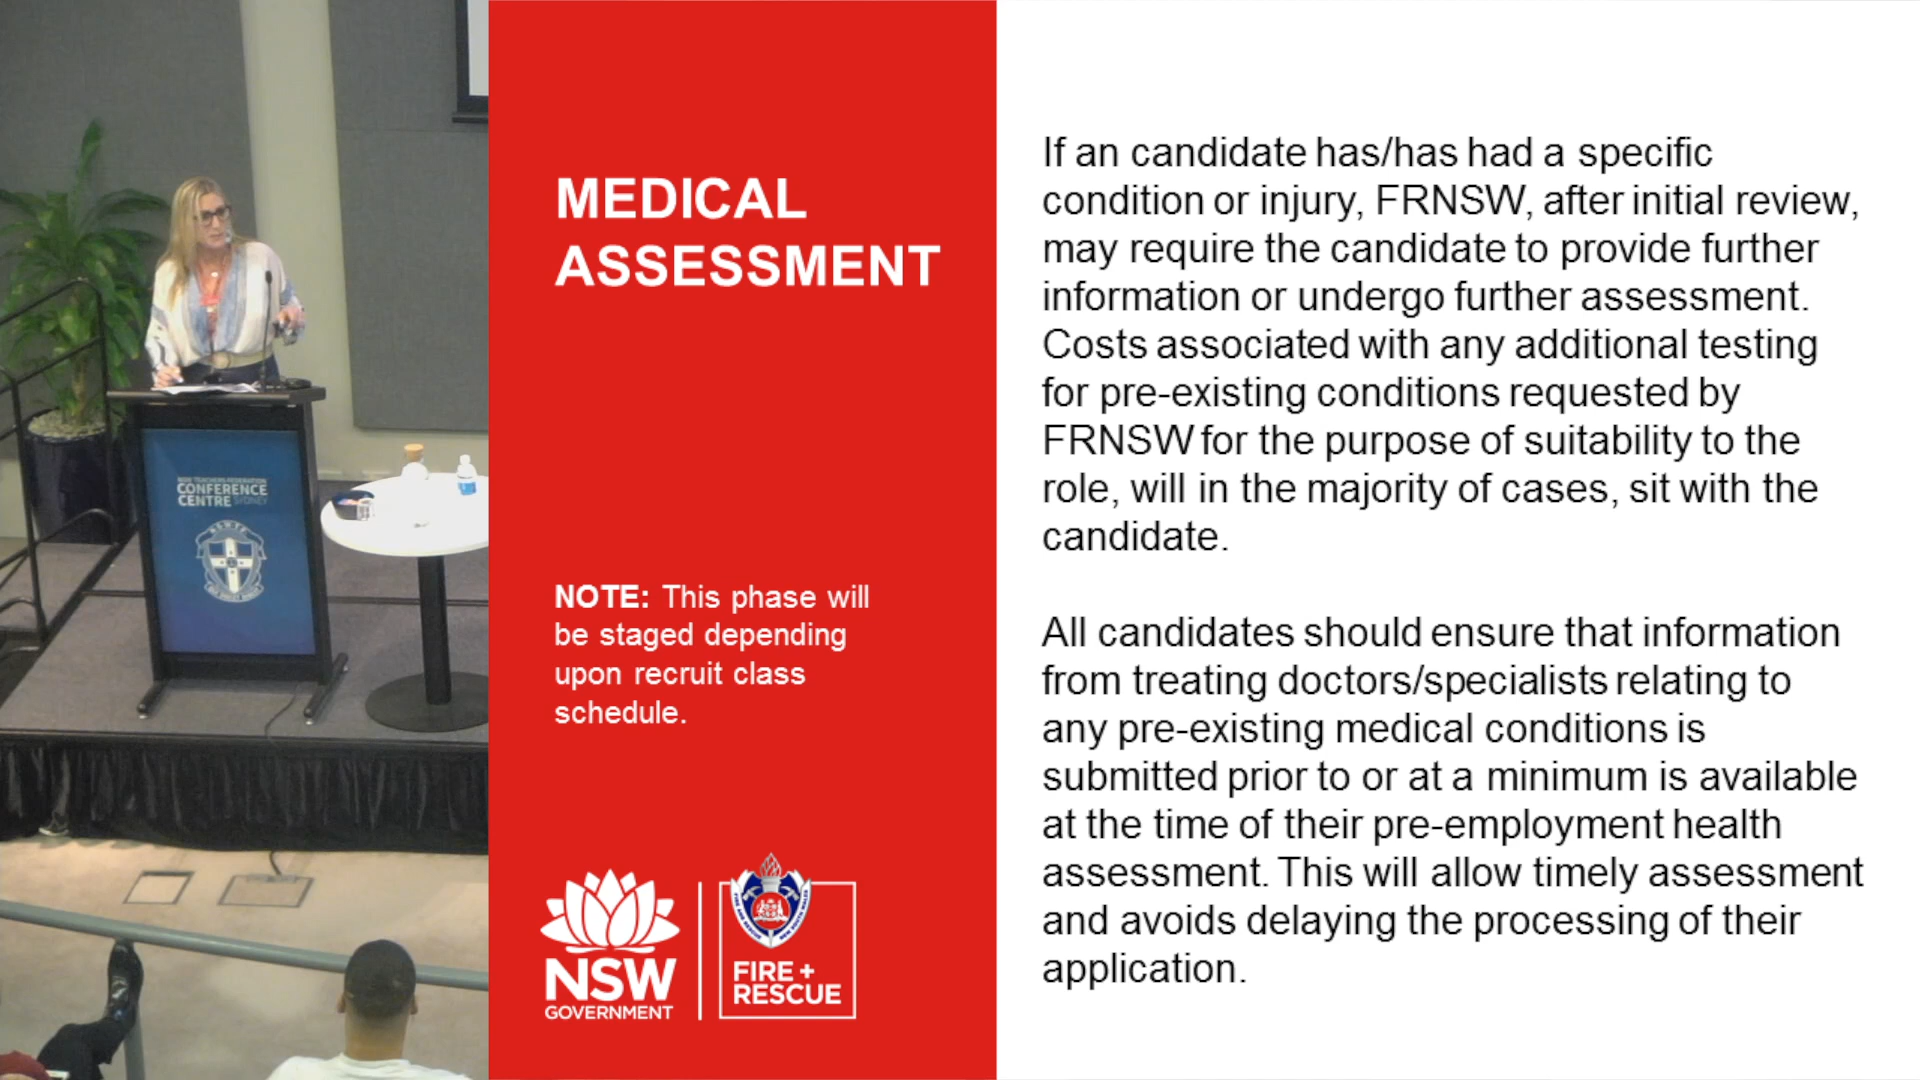 MEDICAL
ASSESSMENT
NOTE: This phase will
be staged depending
upon recruit class
schedule.
NSW
GOVERNMENT
FIRE +
RESCUE
If an candidate has/has had a specific
condition or injury, FRNSW, after initial review,
may require the candidate to provide further
information or undergo further assessment.
Costs associated with any additional testing
for pre-existing conditions requested by
FRNSW for the purpose of suitability to the
role, will in the majority of cases, sit with the
candidate.
All candidates should ensure that information
from treating doctors/specialists relating to
any pre-existing medical conditions is
submitted prior to or at a minimum is available
at the time of their pre-employment health
assessment. This will allow timely assessment
and avoids delaying the processing of their
application.
NSW TEACHERS FEDERATION
CONFERENCE
CENTRE SYDNEY